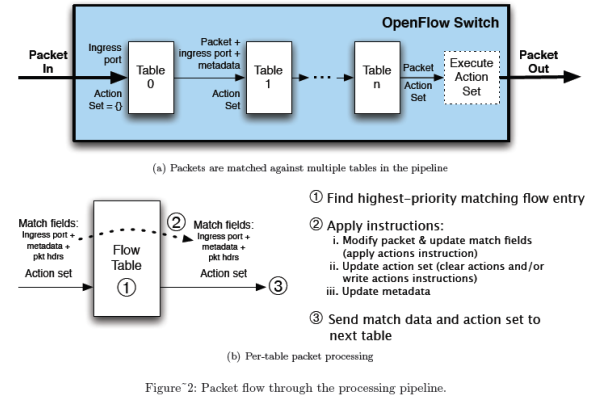 OpenFlow Switch
Packet
In
Ingress
port
Action
Set = {}
Table
0
Packet +
ingress port +
metadata
Action
Set
Table
1
...
Table
n
Packet
Action
Set
Execute
Action
Set
Packet
Out
(a) Packets are matched against multiple tables in the pipeline
Match fields:
Ingress port +
metadata +
pkt hdrs
Action set
Flow
Table
①
②
Match fields:
Ingress port +
metadata +
pkt hdrs
Action set
③
① Find highest-priority matching flow entry
② Apply instructions:
i. Modify packet & update match fields
(apply actions instruction)
ii. Update action set (clear actions and/or
write actions instructions)
iii. Update metadata
③ Send match data and action set to
next table
(b) Per-table packet processing
Figure˜2: Packet flow through the processing pipeline.